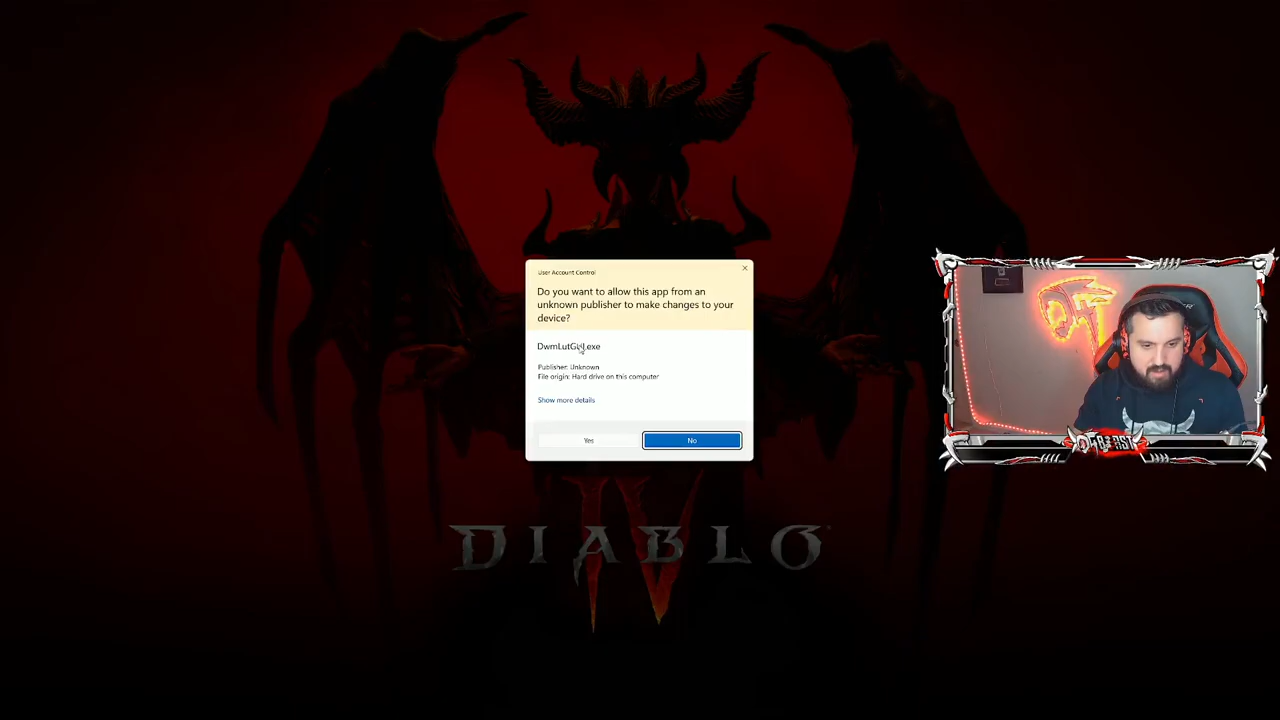 User Account Control
Do you want to allow this app from an
unknown publisher to make changes to your
device?
DwmLutGUI.exe
Publisher: Unknown
File origin: Hard drive on this computer
Show more details
Yes
No
DIABLO
IV